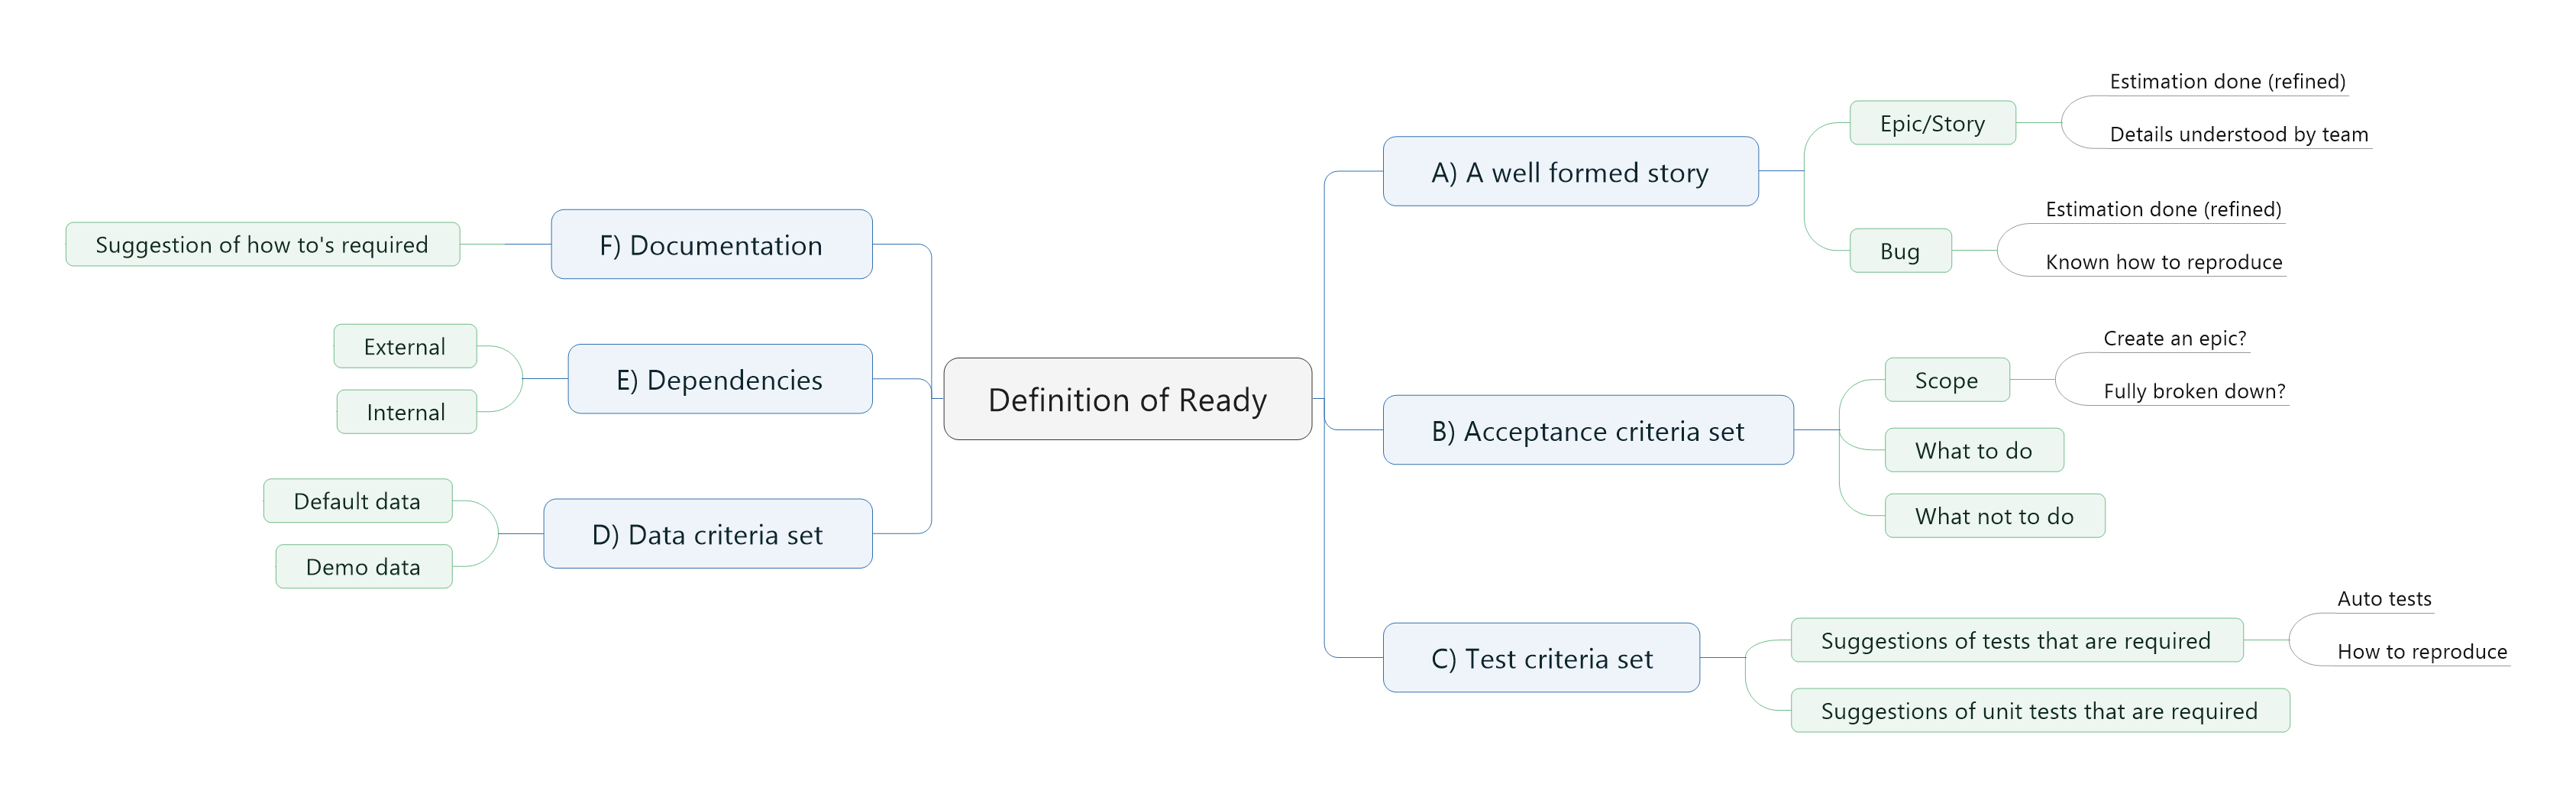 Definition of Ready
A) A well formed story
Epic/Story
Estimation done (refined)
Details understood by team
Bug
Estimation done (refined)
Known how to reproduce
B) Acceptance criteria set
Scope
Create an epic?
Fully broken down?
What to do
What not to do
C) Test criteria set
Suggestions of tests that are required
Auto tests
How to reproduce
Suggestions of unit tests that are required
D) Data criteria set
Default data
Demo data
E) Dependencies
External
Internal
F) Documentation
Suggestion of how to's required